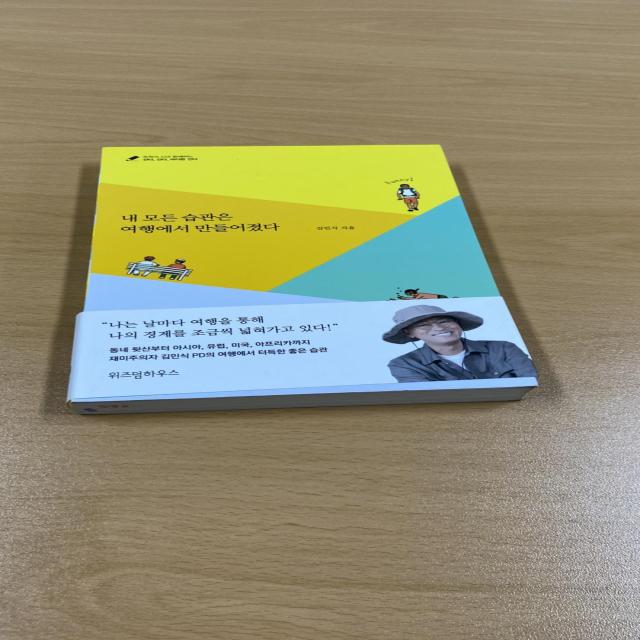 내 모든 습관은
여행에서 만들어졌다
김민식 지음
"나는 날마다 여행을 통해
나의 경계를 조금씩 넓혀가고 있다!"
동네 뒷산부터 아시아, 유럽, 미국, 아프리카까지
재미주의자 김민식 PD의 여행에서 터득한 좋은 습관
위즈덤하우스